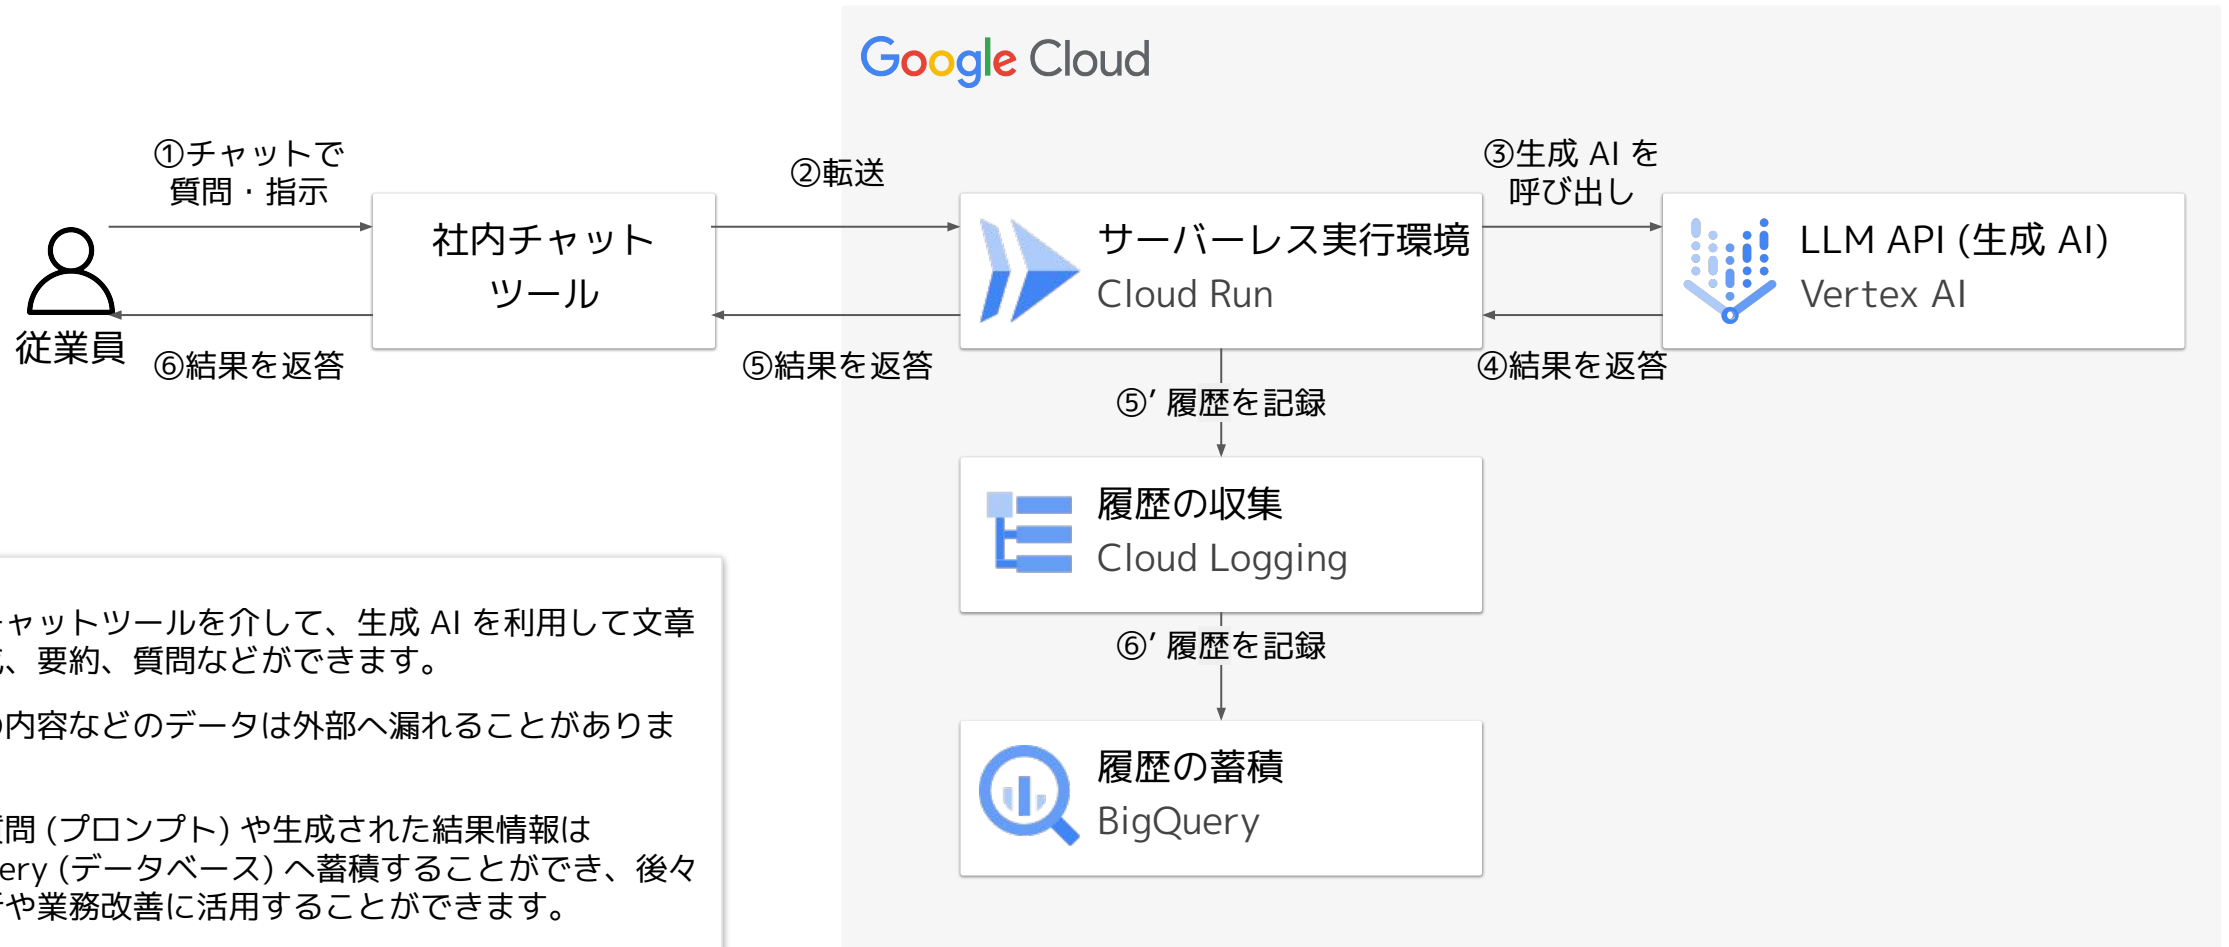 Google Cloud
①チャットで
質問・指示
②転送
③生成 AI を
呼び出し
社内チャット
ツール
サーバーレス実行環境
Cloud Run
LLM API (生成 AI)
Vertex AI
従業員
⑥結果を返答
⑤結果を返答
④結果を返答
⑤’ 履歴を記録
履歴の収集
Cloud Logging
⑥’ 履歴を記録
履歴の蓄積
BigQuery
ャットツールを介して、生成 AI を利用して文章
、要約、質問などができます。
内容などのデータは外部へ漏れることがありま
問 (プロンプト) や生成された結果情報は
ery (データベース) へ蓄積することができ、後々
や業務改善に活用することができます。